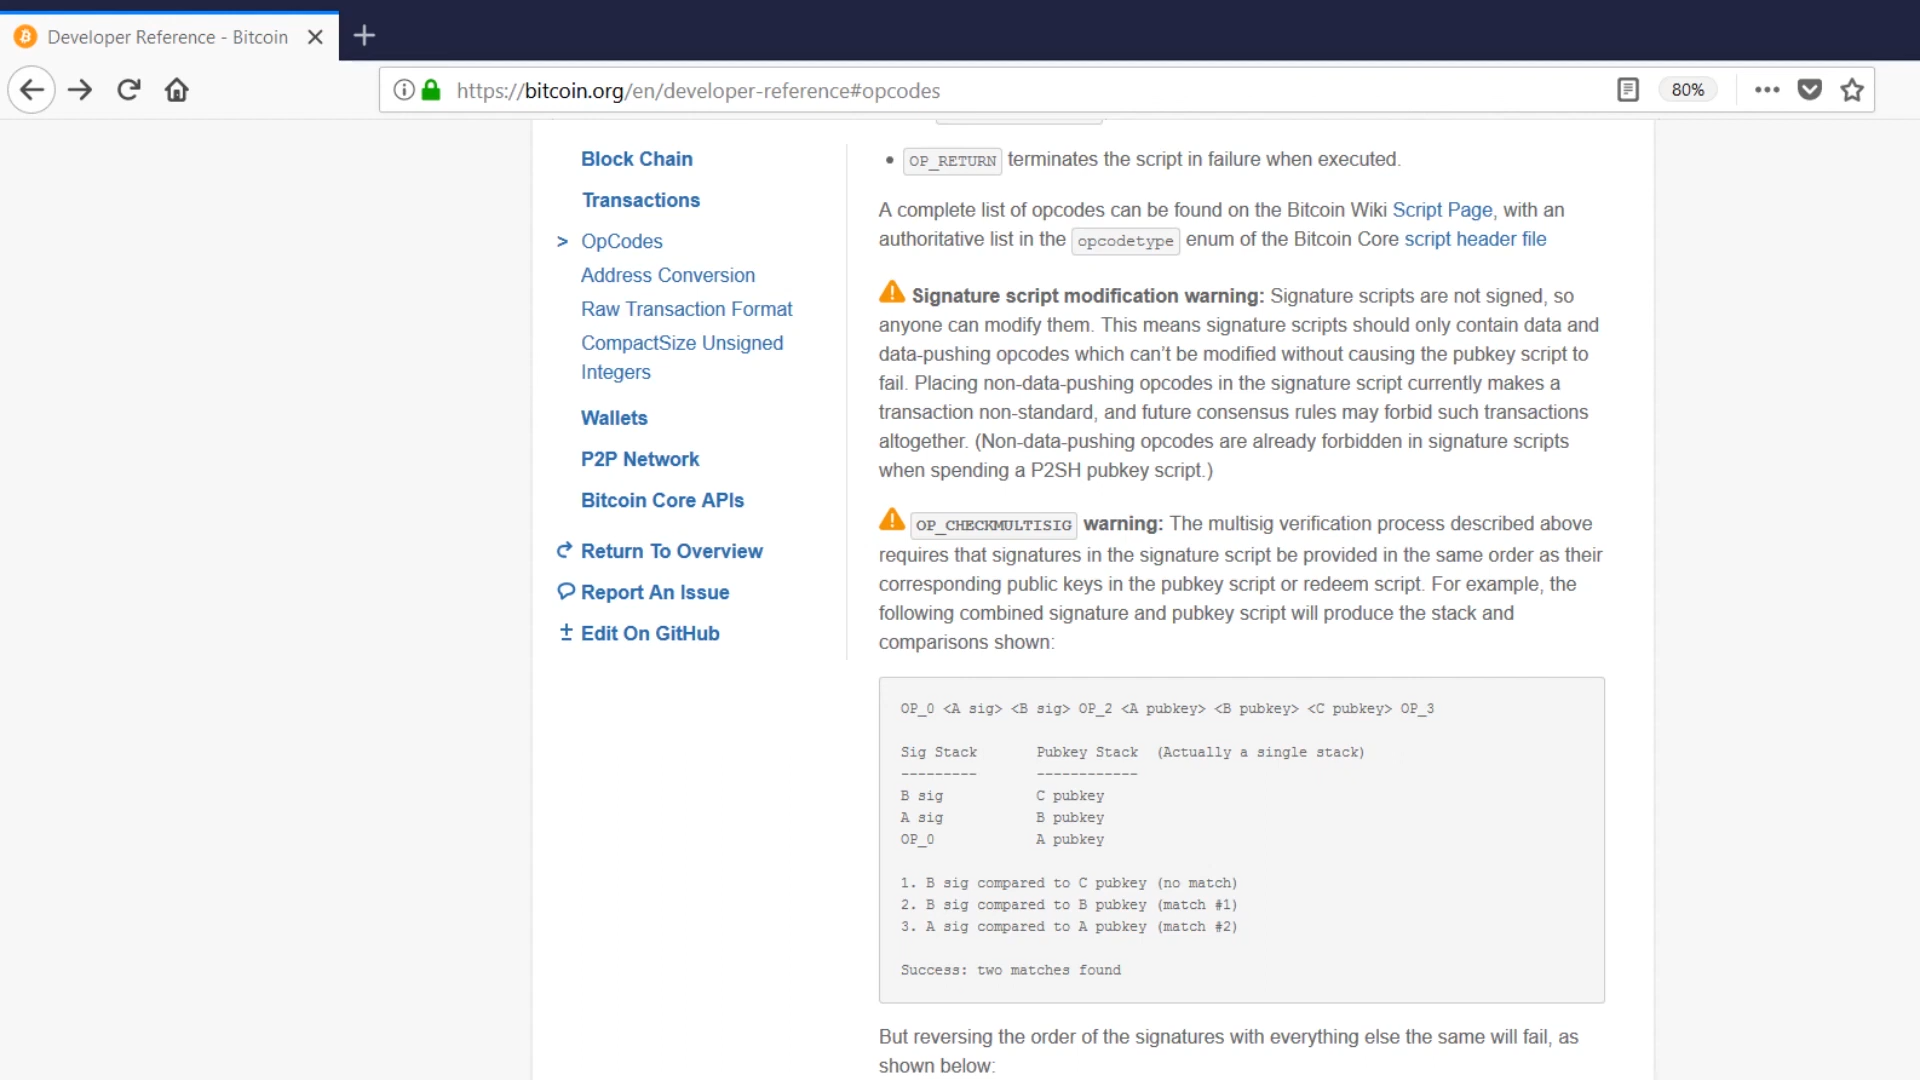 Developer Reference - Bitcoin
https://bitcoin.org/en/developer-reference#opcodes
80%
Block Chain
Transactions
> OpCodes
Address Conversion
Raw Transaction Format
CompactSize Unsigned
Integers
Wallets
P2P Network
Bitcoin Core APIs
Return To Overview
Report An Issue
Edit On GitHub
• OP_RETURN terminates the script in failure when executed.
A complete list of opcodes can be found on the Bitcoin Wiki Script Page, with an
authoritative list in the opcodetype enum of the Bitcoin Core script header file
Signature script modification warning: Signature scripts are not signed, so
anyone can modify them. This means signature scripts should only contain data and
data-pushing opcodes which can’t be modified without causing the pubkey script to
fail. Placing non-data-pushing opcodes in the signature script currently makes a
transaction non-standard, and future consensus rules may forbid such transactions
altogether. (Non-data-pushing opcodes are already forbidden in signature scripts
when spending a P2SH pubkey script.)
OP_CHECKMULTISIG warning: The multisig verification process described above
requires that signatures in the signature script be provided in the same order as their
corresponding public keys in the pubkey script or redeem script. For example, the
following combined signature and pubkey script will produce the stack and
comparisons shown:
OP_0 <A sig> <B sig> OP_2 <A pubkey> <B pubkey> <C pubkey> OP_3
Sig Stack       Pubkey Stack  (Actually a single stack)
---------       ------------
B sig           C pubkey
A sig           B pubkey
OP_0            A pubkey
1. B sig compared to C pubkey (no match)
2. B sig compared to B pubkey (match #1)
3. A sig compared to A pubkey (match #2)
Success: two matches found
But reversing the order of the signatures with everything else the same will fail, as
shown below: